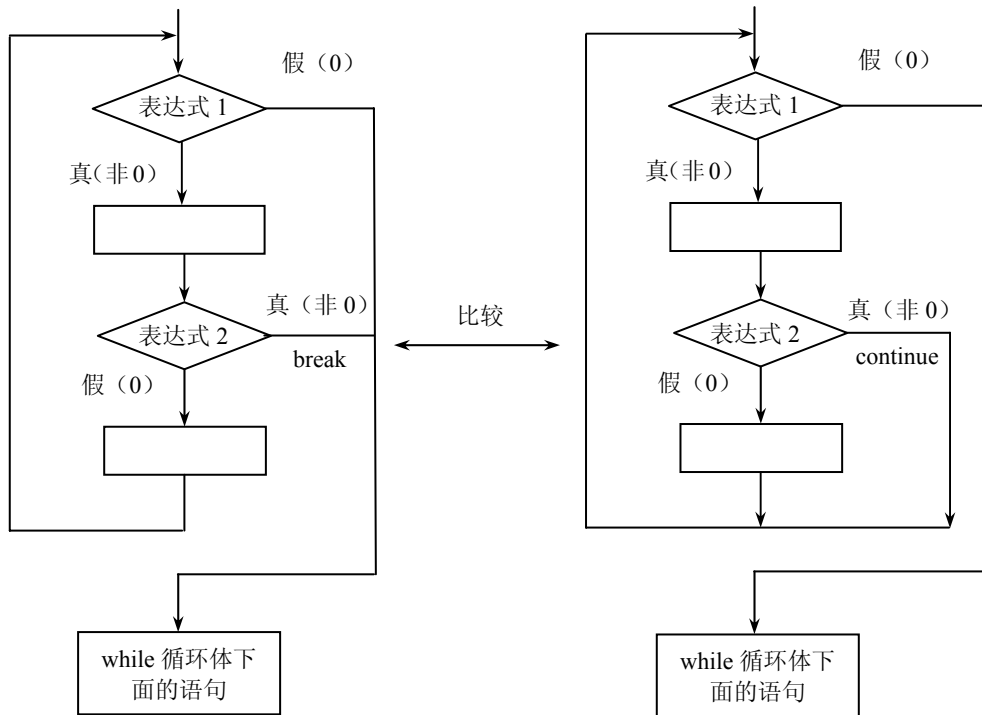 假（0）
表达式 1
真(非 0）
真（非 0）
表达式 2
break
假（0）
while 循环体下
面的语句
比较
假（0）
表达式 1
真(非 0）
真（非 0）
表达式 2
continue
假（0）
while 循环体下
面的语句